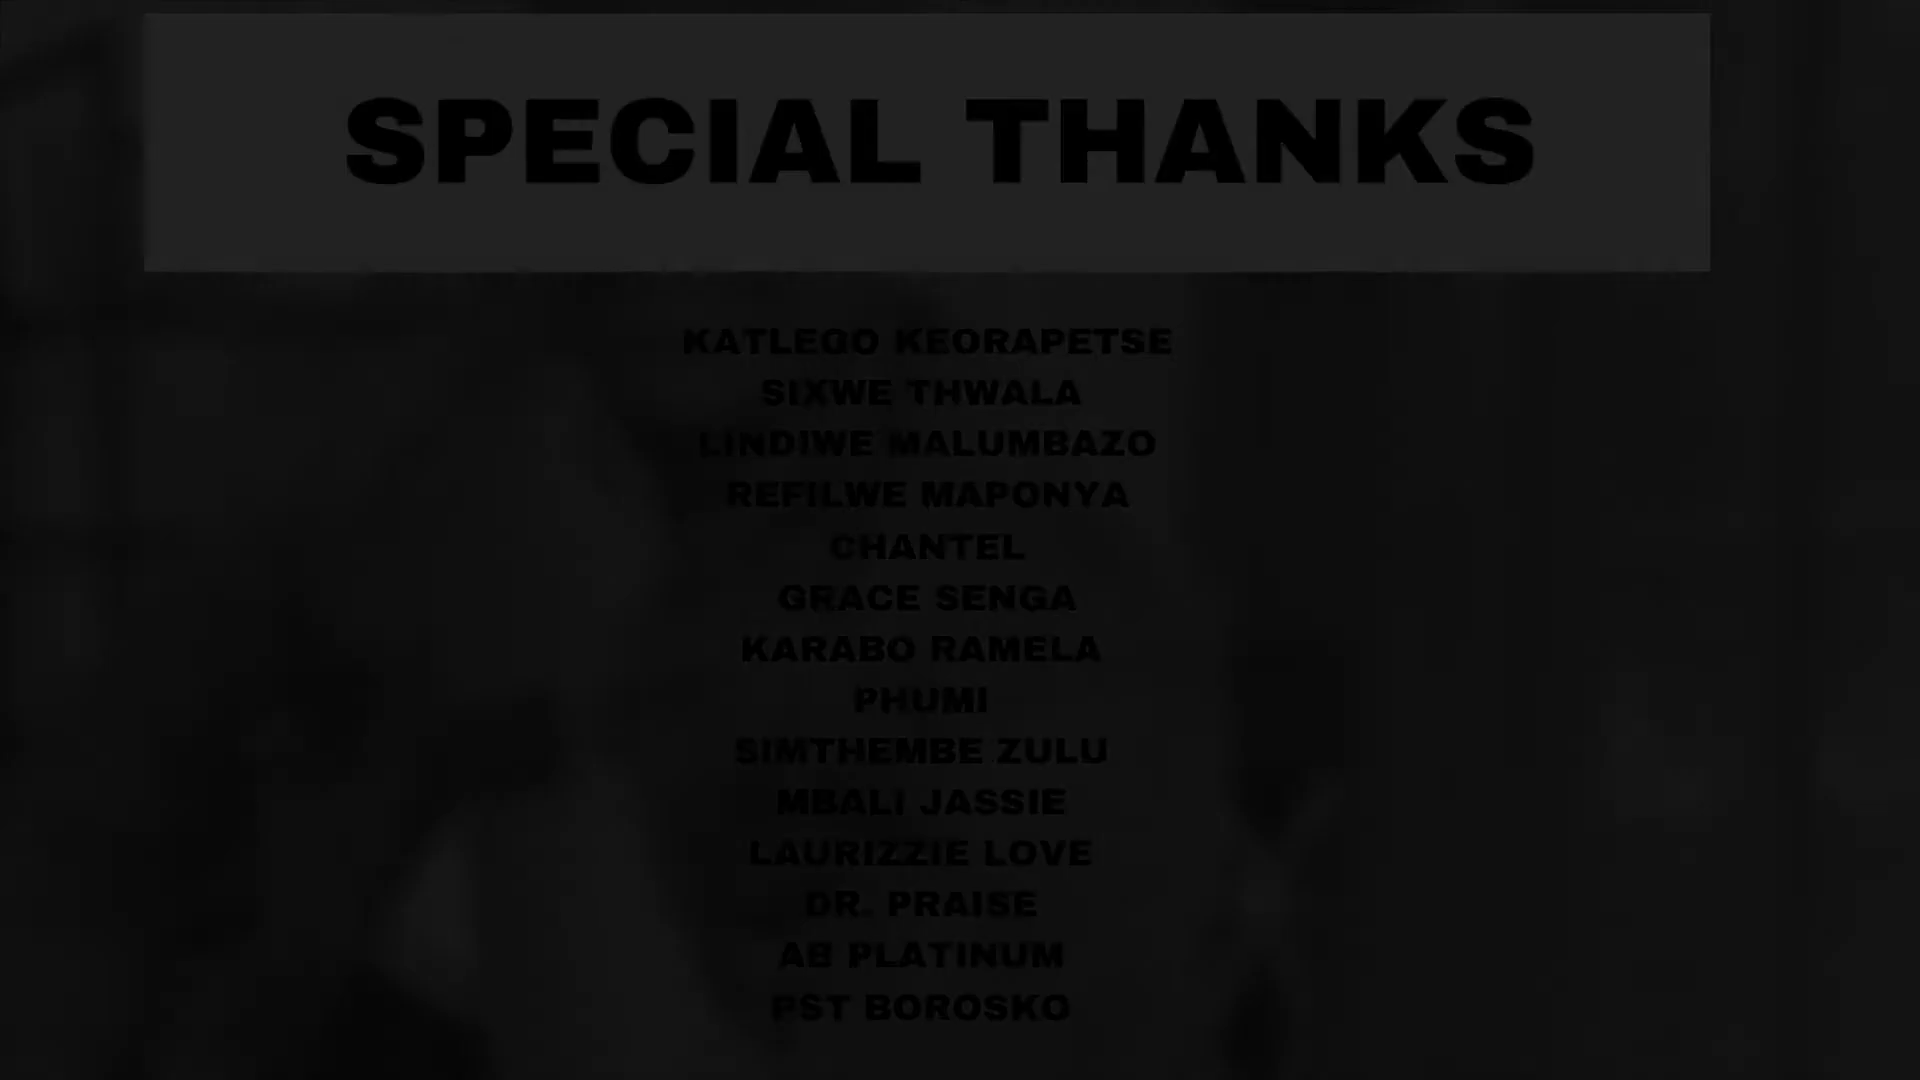 SPECIAL THANKS
KATLEGO KEORAPETSE
SIXWE THWALA
LINDIWE MALUMBAZO
REFILWE MAPONYA
CHANTEL
GRACE SENGA
KARABO RAMELA
PHUMI
SIMTHEMBE ZULU
MBALI JASSIE
LAURIZZIE LOVE
DR. PRAISE
AB PLATINUM
PST BOROSKO